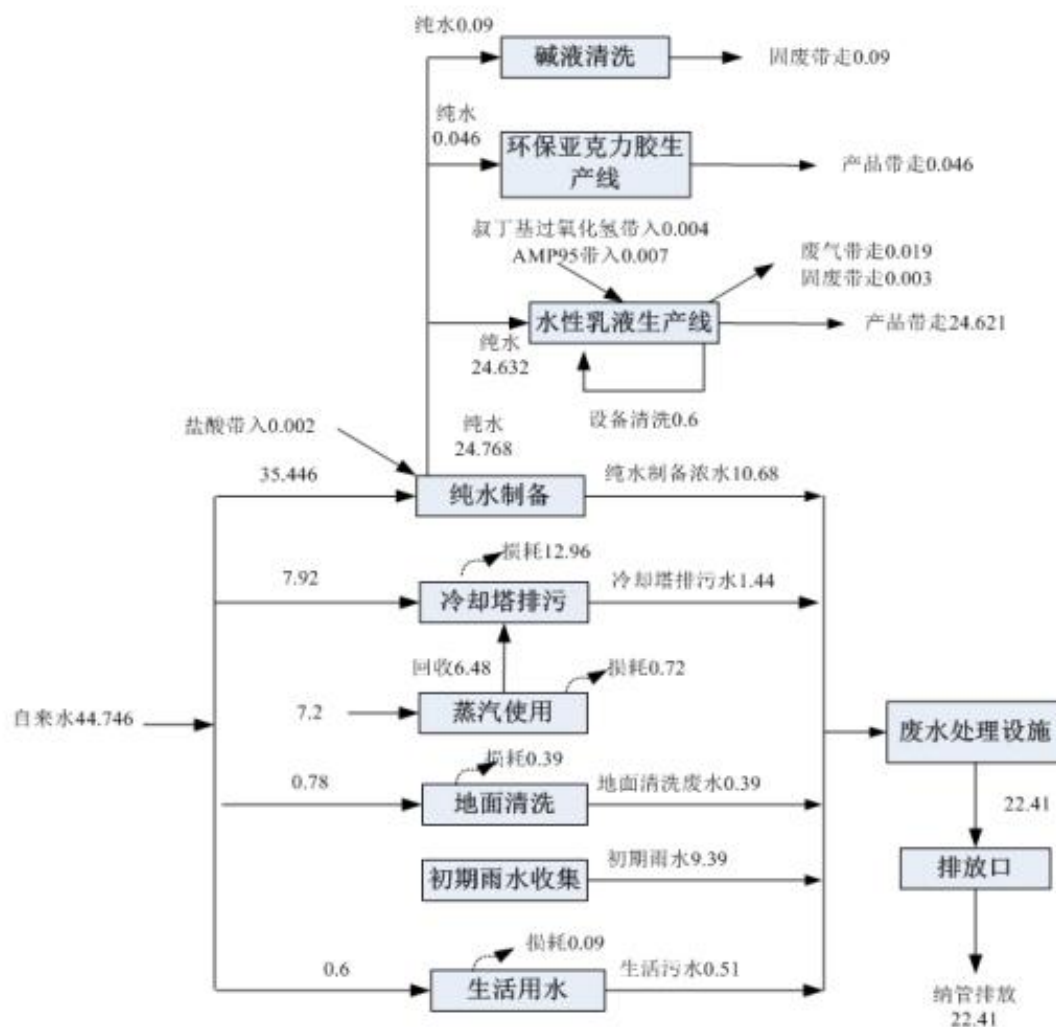 纯水0.09
碱液清洗
固废带走0.09
纯水
0.046
环保亚克力胶生
产线
产品带走0.046
叔丁基过氧化氢带入0.004
AMP95带入0.007
废气带走0.019
固废带走0.003
水性乳液生产线
产品带走24.621
纯水
24.632
设备清洗0.6
盐酸带入0.002
纯水
24.768
35.446
纯水制备
纯水制备浓水10.68
损耗12.96
7.92
冷却塔排污
冷却塔排污水1.44
回收6.48
损耗0.72
自来水44.746
7.2
蒸汽使用
废水处理设施
损耗0.39
0.78
地面清洗
地面清洗废水0.39
22.41
初期雨水收集
初期雨水9.39
排放口
损耗0.09
0.6
生活用水
生活污水0.51
纳管排放
22.41